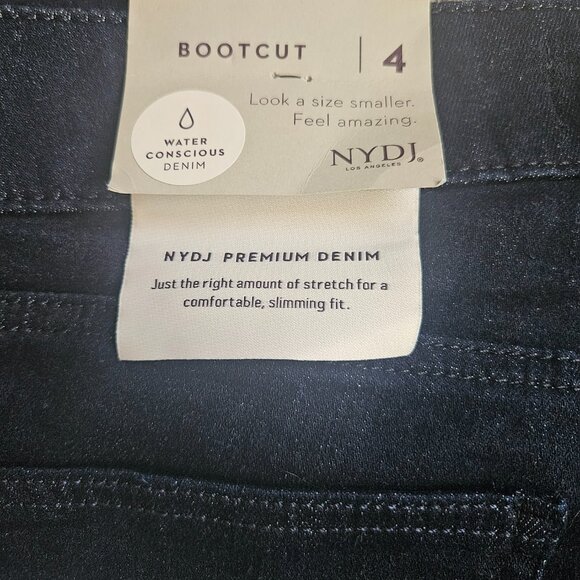 BOOTCUT | 4
Look a size smaller.
Feel amazing.
WATER
CONSCIOUS
DENIM
NYDJ®
LOS ANGELES
NYDJ PREMIUM DENIM
Just the right amount of stretch for a
comfortable, slimming fit.